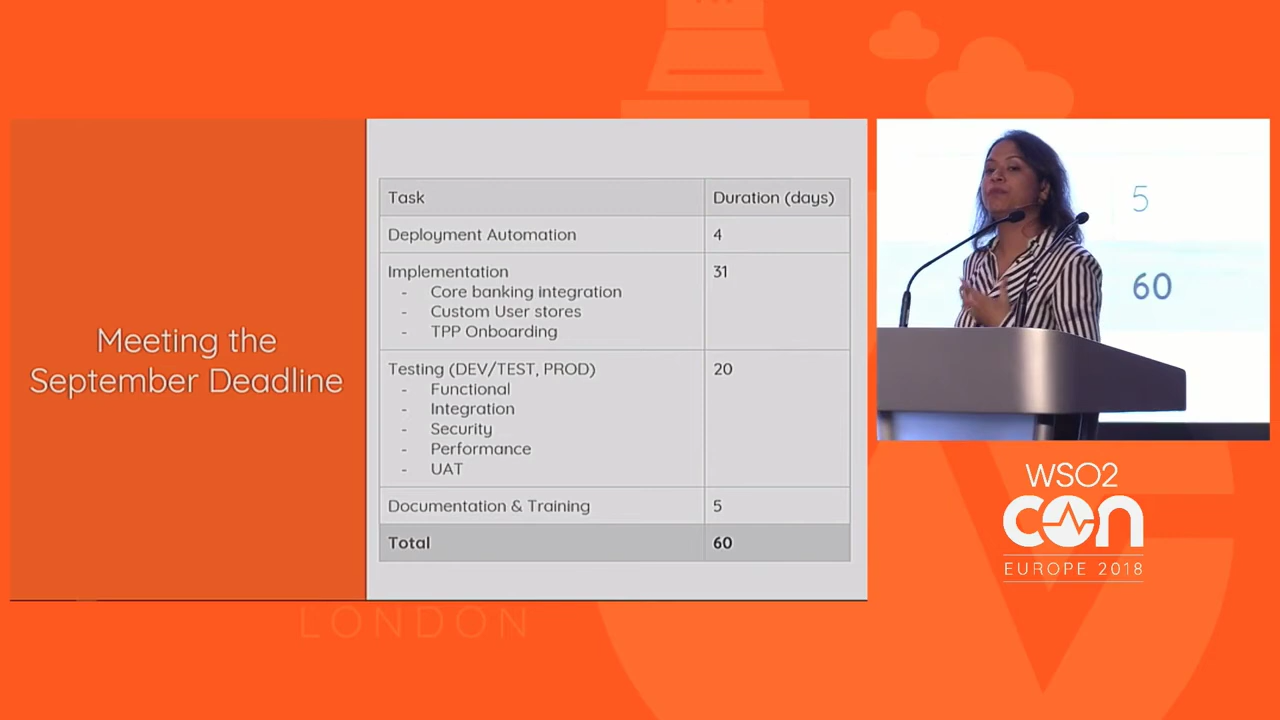 Meeting the
September Deadline
Task Duration (days)
Deployment Automation 4
Implementation 31
- Core banking integration
- Custom User stores
- TPP Onboarding
Testing (DEV/TEST, PROD) 20
- Functional
- Integration
- Security
- Performance
- UAT
Documentation & Training 5
Total 60
5
60
WSO2
CON
EUROPE 2018
LONDON